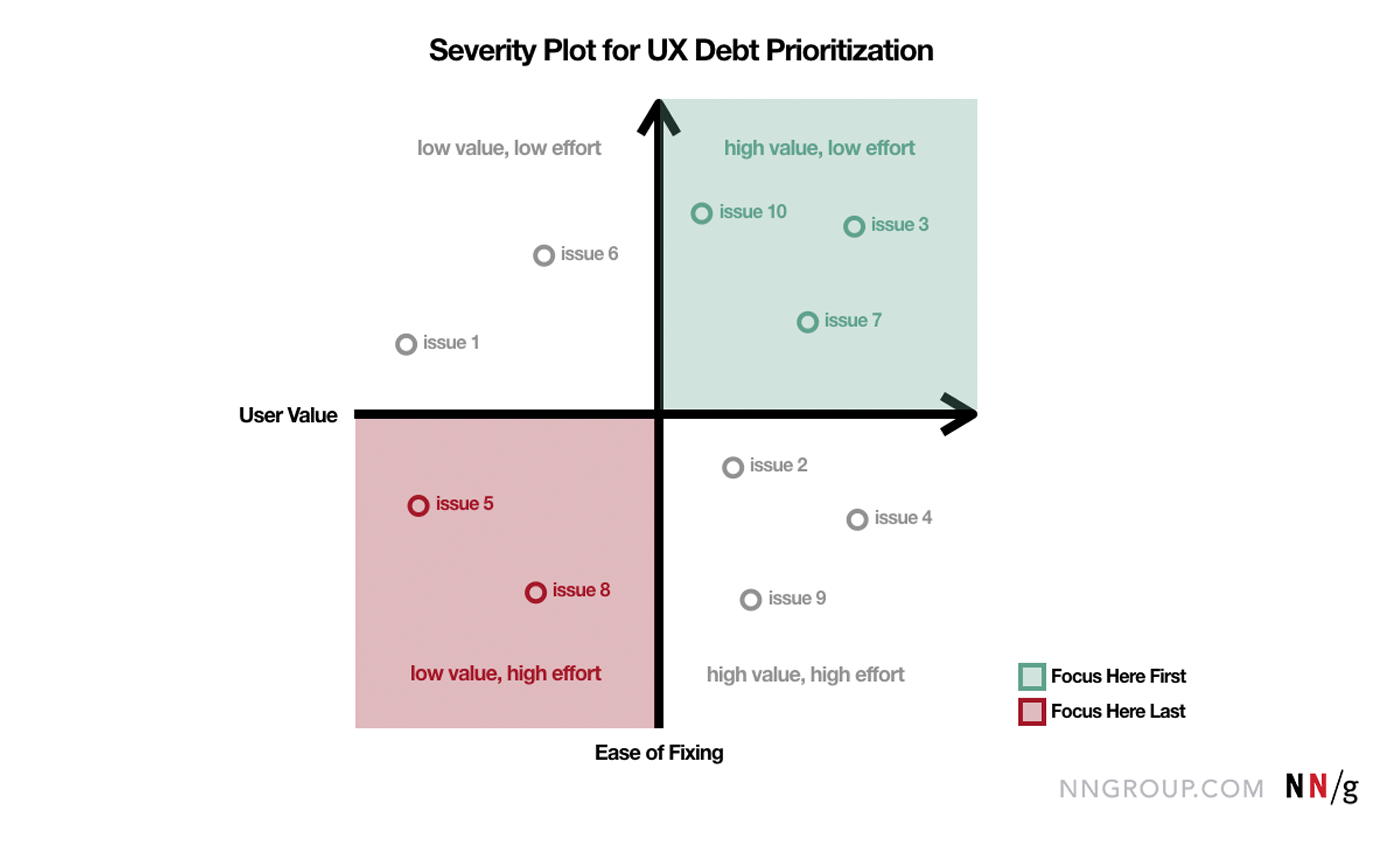 Severity Plot for UX Debt Prioritization
low value, low effort
high value, low effort
issue 10
issue 3
issue 6
issue 7
issue 1
User Value
issue 2
issue 5
issue 4
issue 8
issue 9
low value, high effort
high value, high effort
Focus Here First
Focus Here Last
Ease of Fixing
NNGROUP.COM NN/g